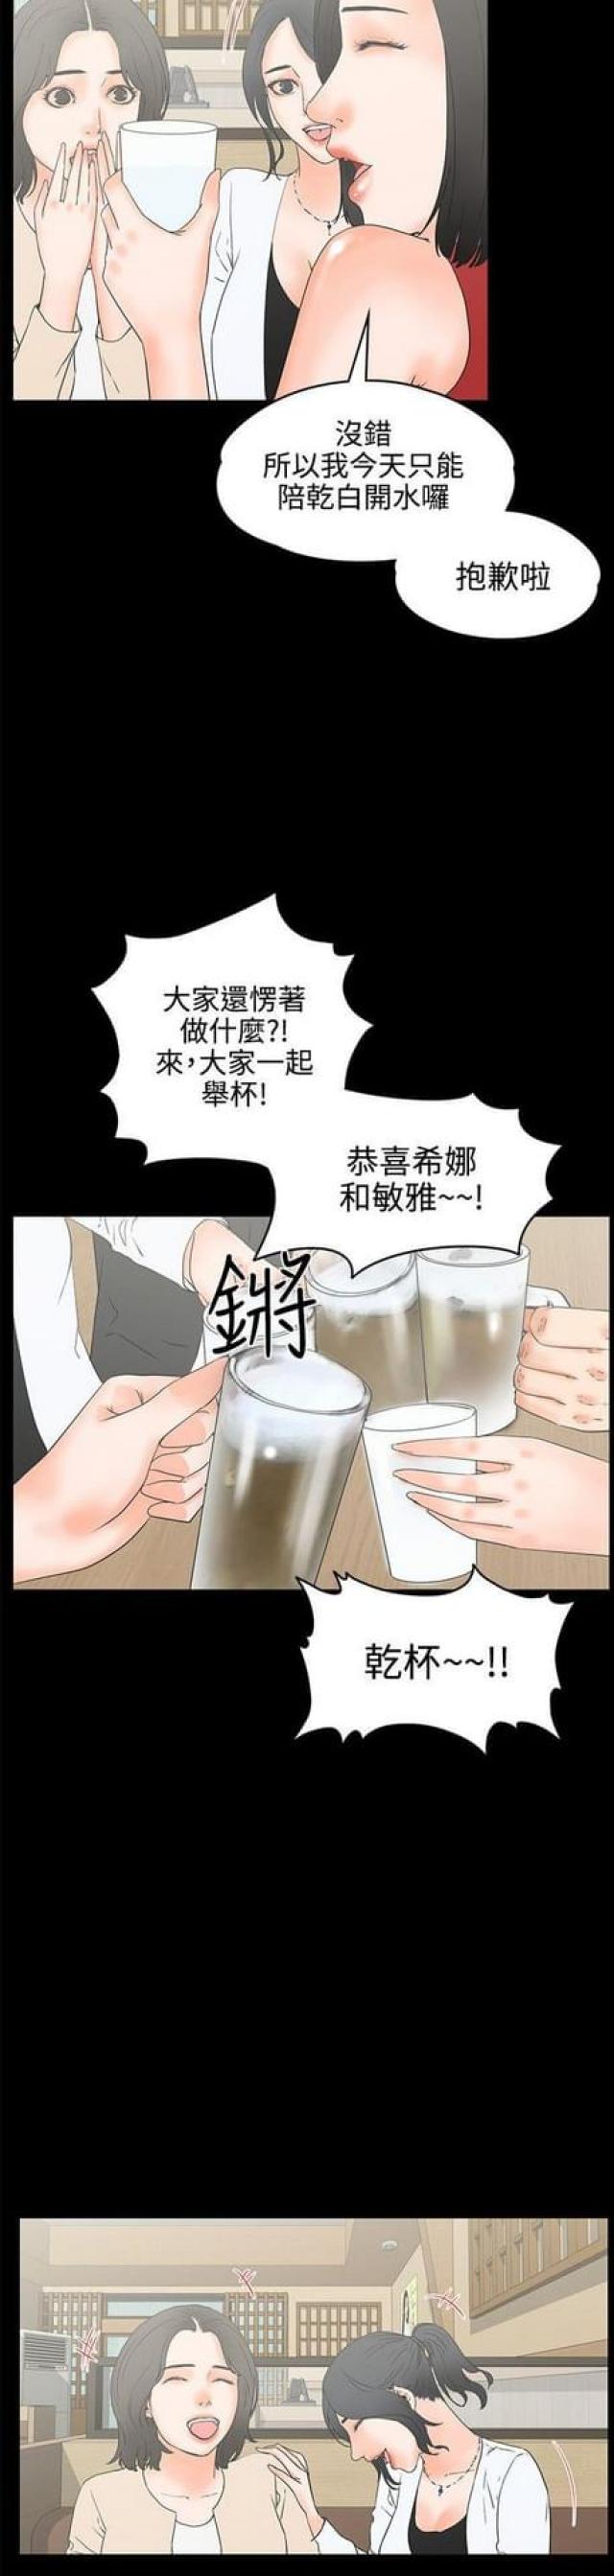 沒錯
所以我今天只能
陪乾白開水囉
抱歉啦
大家還愣著
做什麼?!
來,大家一起
舉杯!
恭喜希娜
和敏雅~~!
鏘
乾杯~~!!